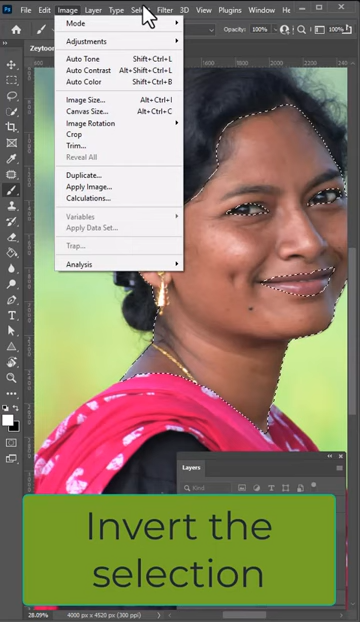 Ps File Edit Image Layer Type Select Filter 3D View Plugins Window He
Opacity: 100%
Zeytoo
Mode
Adjustments
Auto Tone Shift+Ctrl+L
Auto Contrast Alt+Shift+Ctrl+L
Auto Color Shift+Ctrl+B
Image Size... Alt+Ctrl+I
Canvas Size... Alt+Ctrl+C
Image Rotation
Crop
Trim...
Reveal All
Duplicate...
Apply Image...
Calculations...
Variables
Apply Data Set...
Trap...
Analysis
Layers
Kind
Invert the
selection
28.09% 4000 px x 4520 px (300 ppi)